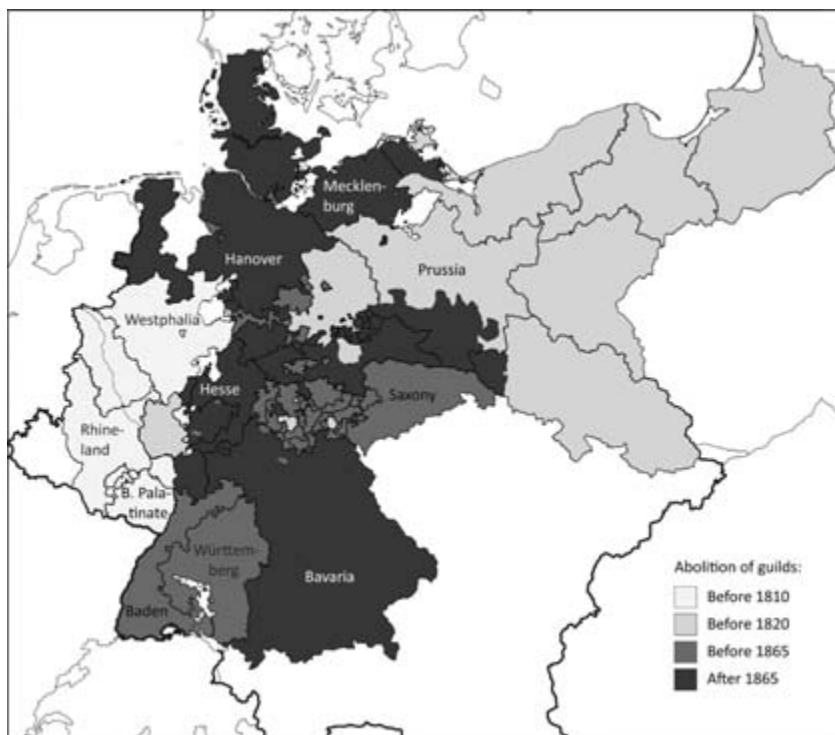 Mecklen-
burg
Hanover
Prussia
Westphalia
Hesse
Saxony
Rhine-
land
B. Pala-
tinate
Württem-
berg
Bavaria
Baden
Abolition of guilds:
Before 1810
Before 1820
Before 1865
After 1865